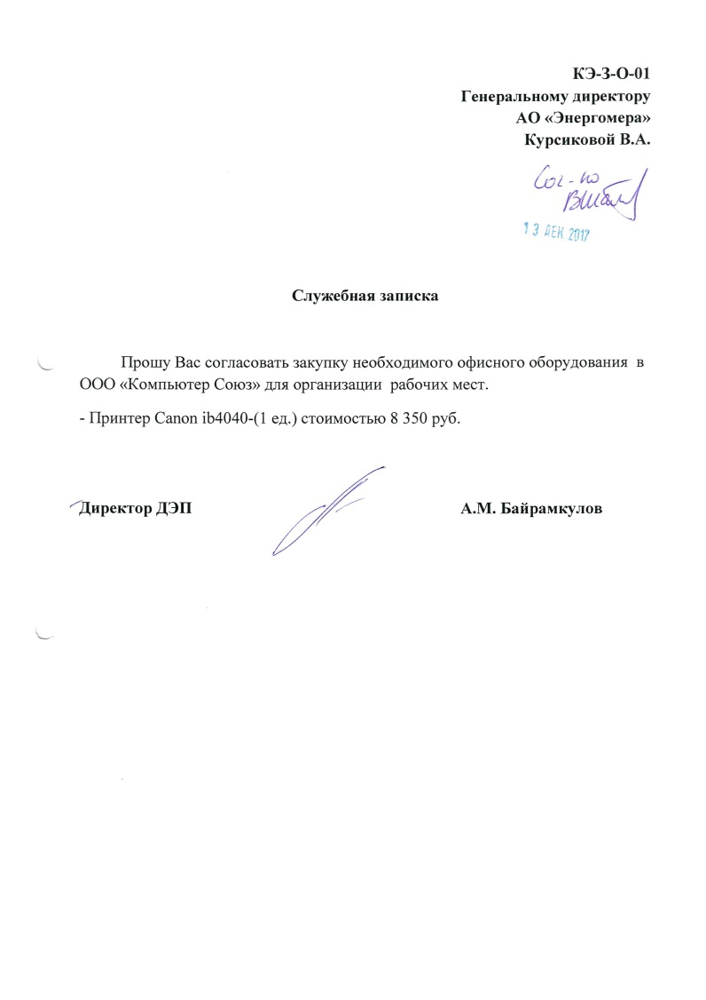 КЭ-З-О-01
Генеральному директору
АО «Энергомера»
Курсиковой В.А.
Сог-но
13 ДЕК 2017
Служебная записка
Прошу Вас согласовать закупку необходимого офисного оборудования в
ООО «Компьютер Союз» для организации рабочих мест.
- Принтер Canon ib4040-(1 ед.) стоимостью 8 350 руб.
Директор ДЭП А.М. Байрамкулов